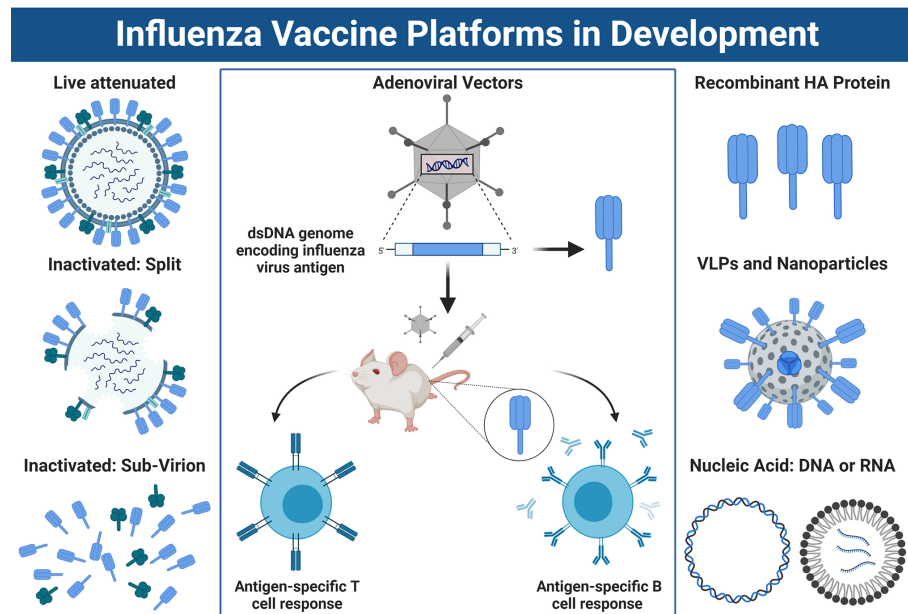 Influenza Vaccine Platforms in Development
Live attenuated
Inactivated: Split
Inactivated: Sub-Virion
Adenoviral Vectors
dsDNA genome
encoding influenza
virus antigen
5'
3'
Antigen-specific T
cell response
Antigen-specific B
cell response
Recombinant HA Protein
VLPs and Nanoparticles
Nucleic Acid: DNA or RNA